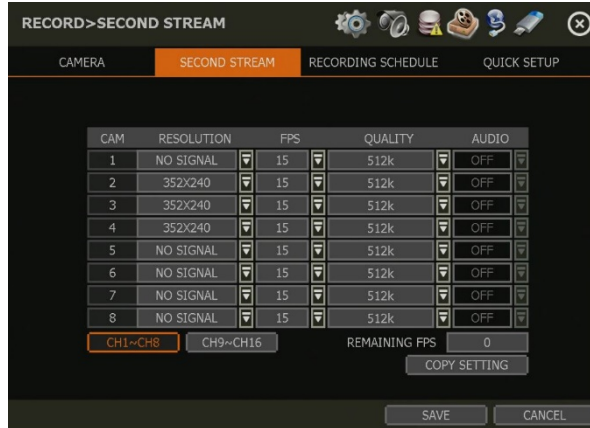 RECORD>SECOND STREAM
CAMERA SECOND STREAM RECORDING SCHEDULE QUICK SETUP
CAM RESOLUTION FPS QUALITY AUDIO
1 NO SIGNAL 15 512k OFF
2 352X240 15 512k OFF
3 352X240 15 512k OFF
4 352X240 15 512k OFF
5 NO SIGNAL 15 512k OFF
6 NO SIGNAL 15 512k OFF
7 NO SIGNAL 15 512k OFF
8 NO SIGNAL 15 512k OFF
CH1~CH8 CH9~CH16 REMAINING FPS 0
COPY SETTING
SAVE CANCEL